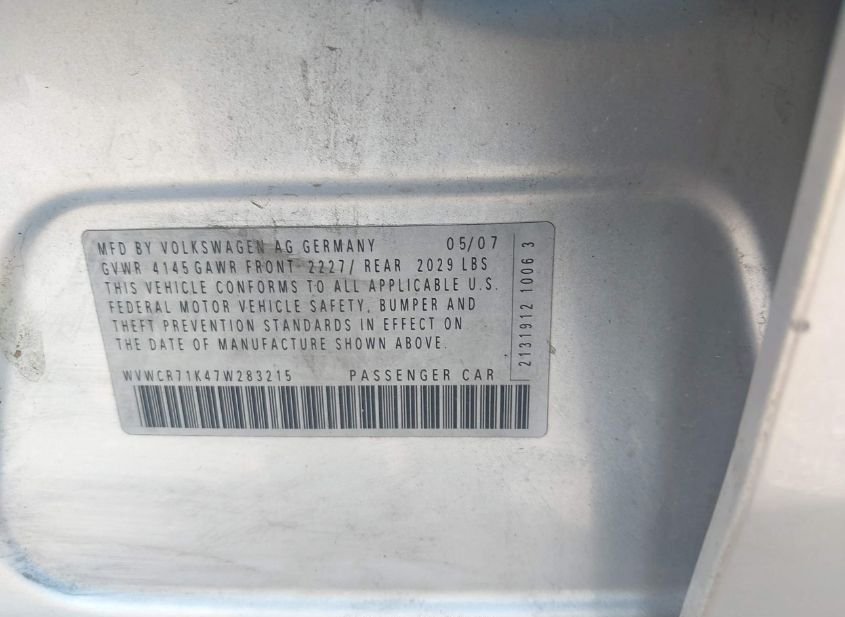 MFD BY VOLKSWAGEN AG GERMANY 05/07
GVWR 4145 GAWR FRONT 2227/ REAR 2029 LBS
THIS VEHICLE CONFORMS TO ALL APPLICABLE U.S.
FEDERAL MOTOR VEHICLE SAFETY, BUMPER AND
THEFT PREVENTION STANDARDS IN EFFECT ON
THE DATE OF MANUFACTURE SHOWN ABOVE.
WVWCR71K47W283215 PASSENGER CAR
2131912 10063